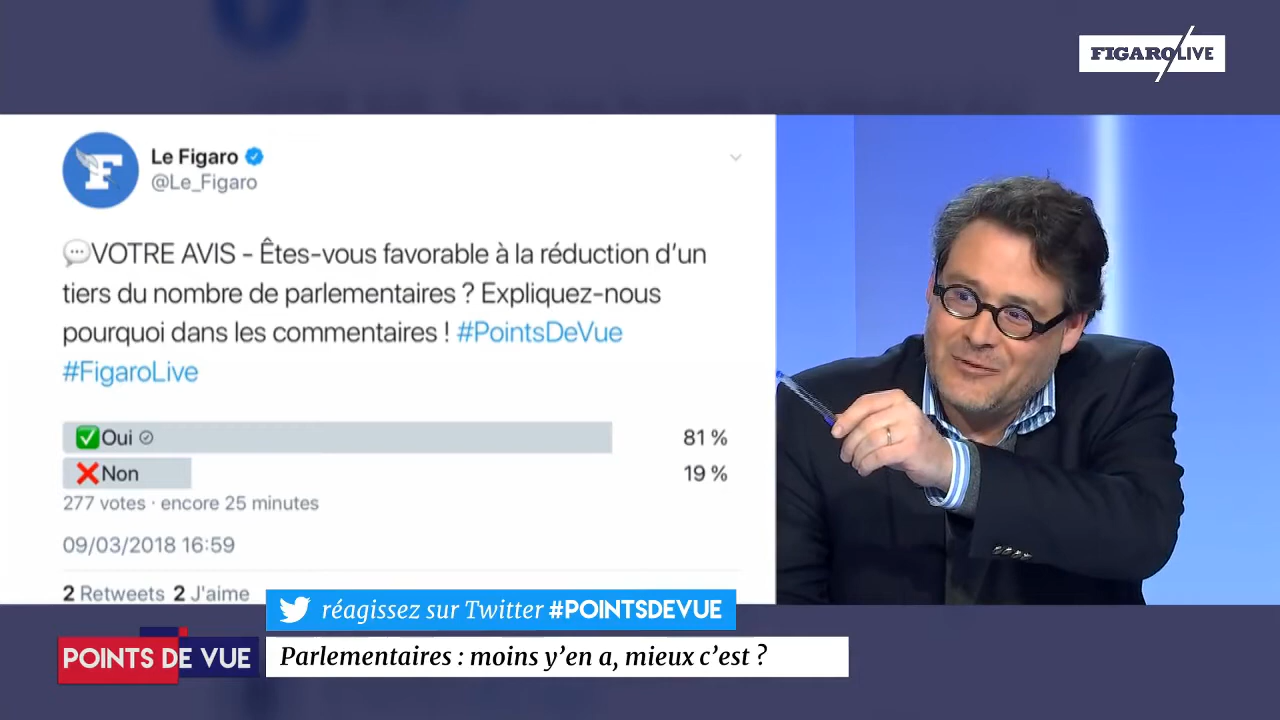 FIGARO LIVE
Le Figaro
@Le_Figaro
💬VOTRE AVIS - Êtes-vous favorable à la réduction d'un
tiers du nombre de parlementaires ? Expliquez-nous
pourquoi dans les commentaires ! #PointsDeVue
#FigaroLive
✅Oui 81 %
❌Non 19 %
277 votes · encore 25 minutes
09/03/2018 16:59
2 Retweets 2 J'aime
réagissez sur Twitter #POINTSDEVUE
POINTS DE VUE
Parlementaires : moins y'en a, mieux c'est ?